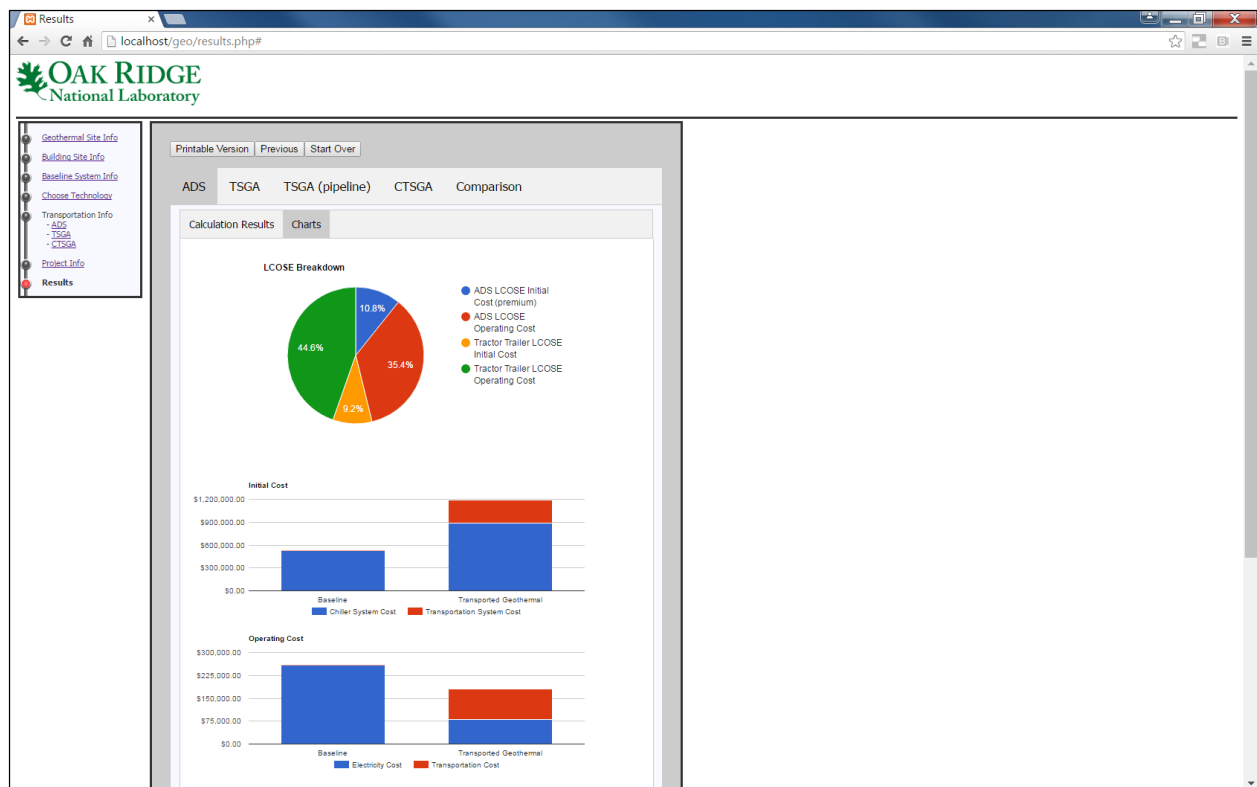 Results
localhost/geo/results.php#
OAK RIDGE
National Laboratory
Geothermal Site Info
Building Site Info
Baseline System Info
Choose Technology
Transportation Info
- ADS
- TSGA
- CTSGA
Project Info
Results
Printable Version Previous Start Over
ADS TSGA TSGA (pipeline) CTSGA Comparison
Calculation Results Charts
LCOSE Breakdown
10.8%
35.4%
9.2%
44.6%
ADS LCOSE Initial
Cost (premium)
ADS LCOSE
Operating Cost
Tractor Trailer LCOSE
Initial Cost
Tractor Trailer LCOSE
Operating Cost
Initial Cost
$1,200,000.00
$900,000.00
$600,000.00
$300,000.00
$0.00
Baseline Transported Geothermal
Chiller System Cost Transportation System Cost
Operating Cost
$300,000.00
$225,000.00
$150,000.00
$75,000.00
$0.00
Baseline Transported Geothermal
Electricity Cost Transportation Cost